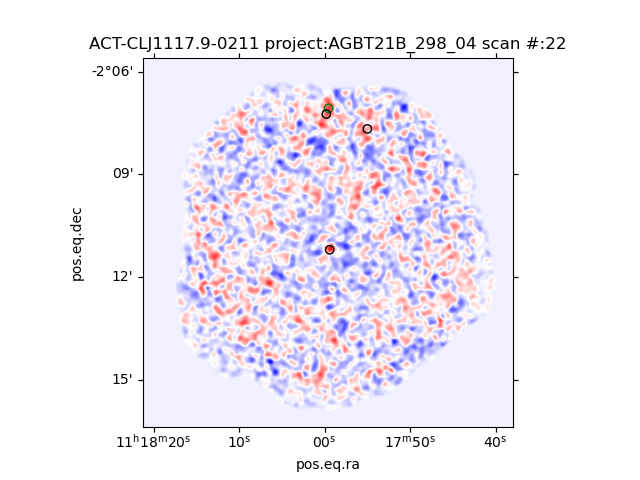 ACT-CLJ1117.9-0211 project:AGBT21B_298_04 scan #:22
-2°06'
09'
12'
15'
pos.eq.dec
11h18m20s 10s 00s 17m50s 40s
pos.eq.ra